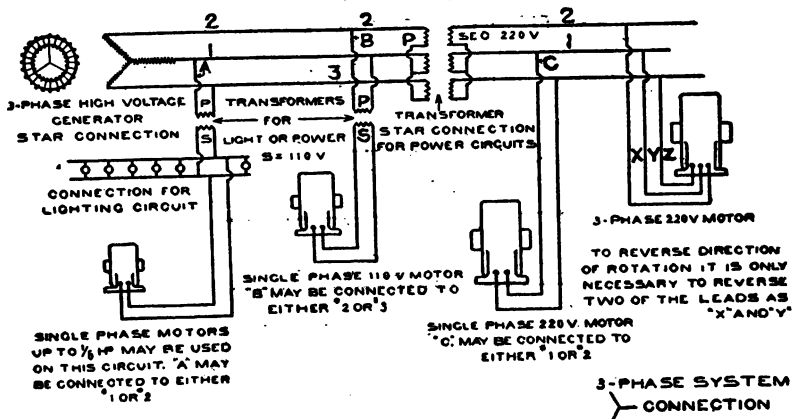 2
2
2
1
B
P
SEC 220V
1
A
3
C
3-PHASE HIGH VOLTAGE
GENERATOR
STAR CONNECTION
P
S
TRANSFORMERS
FOR
LIGHT OR POWER
S = 110 V
P
S
TRANSFORMER
STAR CONNECTION
FOR POWER CIRCUITS
X Y Z
CONNECTION FOR
LIGHTING CIRCUIT
3-PHASE 220V MOTOR
TO REVERSE DIRECTION
OF ROTATION IT IS ONLY
NECESSARY TO REVERSE
TWO OF THE LEADS AS
"X" AND "Y"
SINGLE PHASE 110 V MOTOR
"B" MAY BE CONNECTED TO
EITHER #2 OR #3
SINGLE PHASE 220 V. MOTOR
"C" MAY BE CONNECTED TO
EITHER #1 OR #2
SINGLE PHASE MOTORS
UP TO 1/6 HP MAY BE USED
ON THIS CIRCUIT. "A" MAY
BE CONNECTED TO EITHER
#1 OR #2
3-PHASE SYSTEM
CONNECTION